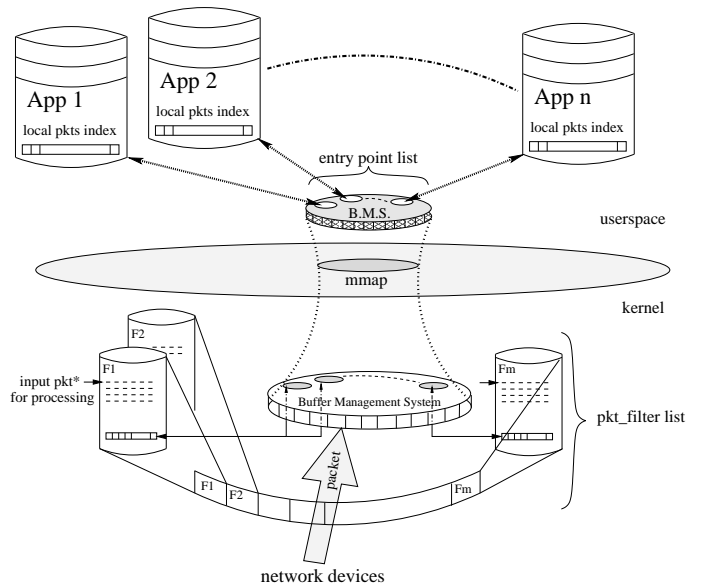 App 1
local pkts index
App 2
local pkts index
App n
local pkts index
entry point list
B.M.S.
userspace
mmap
kernel
F2
F1
input pkt*
for processing
Fm
Buffer Management System
pkt_filter list
F1
F2
Fm
packet
network devices